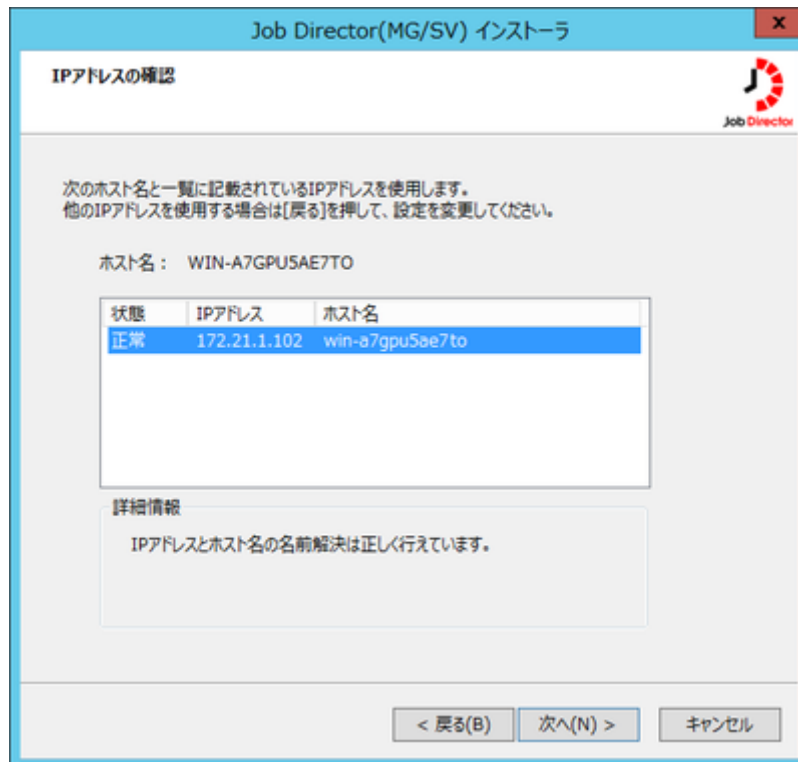 Job Director(MG/SV) インストーラ
x
IPアドレスの確認
Job Director
次のホスト名と一覧に記載されているIPアドレスを使用します。
他のIPアドレスを使用する場合は[戻る]を押して、設定を変更してください。
ホスト名： WIN-A7GPU5AE7TO
状態 IPアドレス ホスト名
正常 172.21.1.102 win-a7gpu5ae7to
詳細情報
IPアドレスとホスト名の名前解決は正しく行えています。
< 戻る(B) 次へ(N) > キャンセル